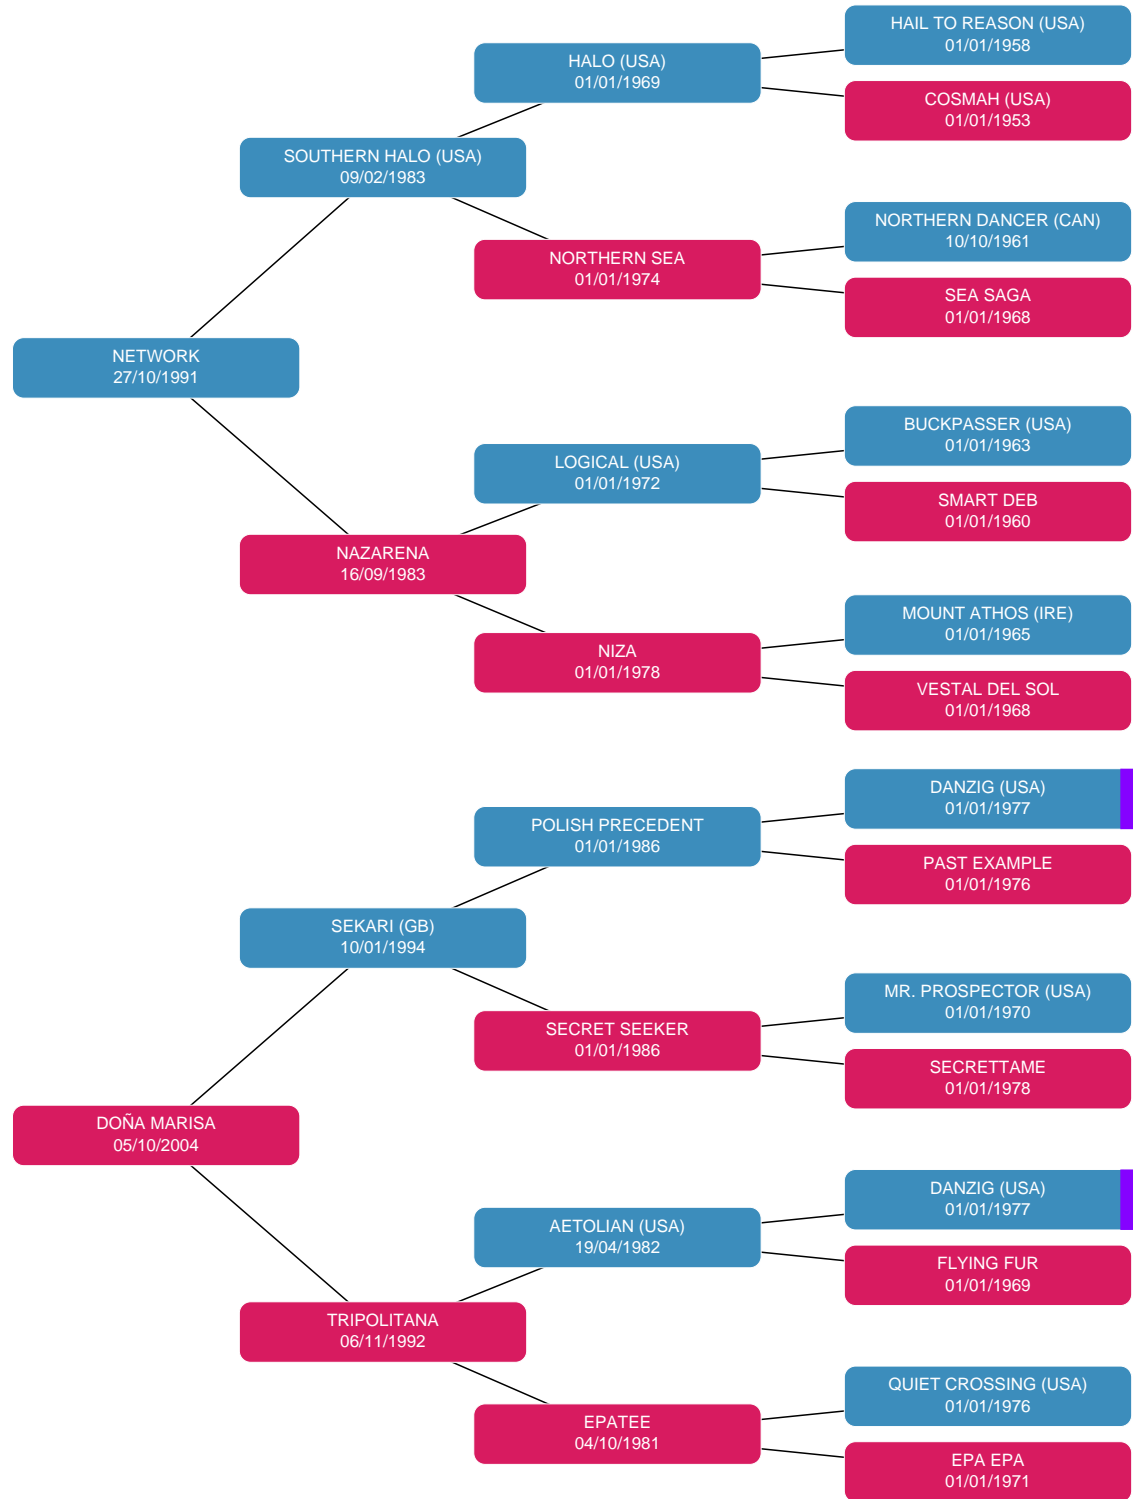 HAIL TO REASON (USA)
01/01/1958
HALO (USA)
01/01/1969
COSMAH (USA)
01/01/1953
SOUTHERN HALO (USA)
09/02/1983
NORTHERN DANCER (CAN)
10/10/1961
NORTHERN SEA
01/01/1974
SEA SAGA
01/01/1968
NETWORK
27/10/1991
BUCKPASSER (USA)
01/01/1963
LOGICAL (USA)
01/01/1972
SMART DEB
01/01/1960
NAZARENA
16/09/1983
MOUNT ATHOS (IRE)
01/01/1965
NIZA
01/01/1978
VESTAL DEL SOL
01/01/1968
DANZIG (USA)
01/01/1977
POLISH PRECEDENT
01/01/1986
PAST EXAMPLE
01/01/1976
SEKARI (GB)
10/01/1994
MR. PROSPECTOR (USA)
01/01/1970
SECRET SEEKER
01/01/1986
SECRETTAME
01/01/1978
DOÑA MARISA
05/10/2004
DANZIG (USA)
01/01/1977
AETOLIAN (USA)
19/04/1982
FLYING FUR
01/01/1969
TRIPOLITANA
06/11/1992
QUIET CROSSING (USA)
01/01/1976
EPATEE
04/10/1981
EPA EPA
01/01/1971